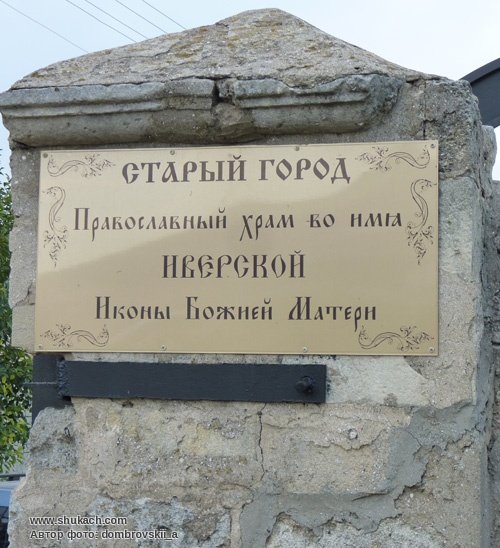 СТАРЫЙ ГОРОД
Православный храм во имя
ИВЕРСКОЙ
Иконы Божией Матери
www.shukach.com
Автор фото: dombrovskii_a